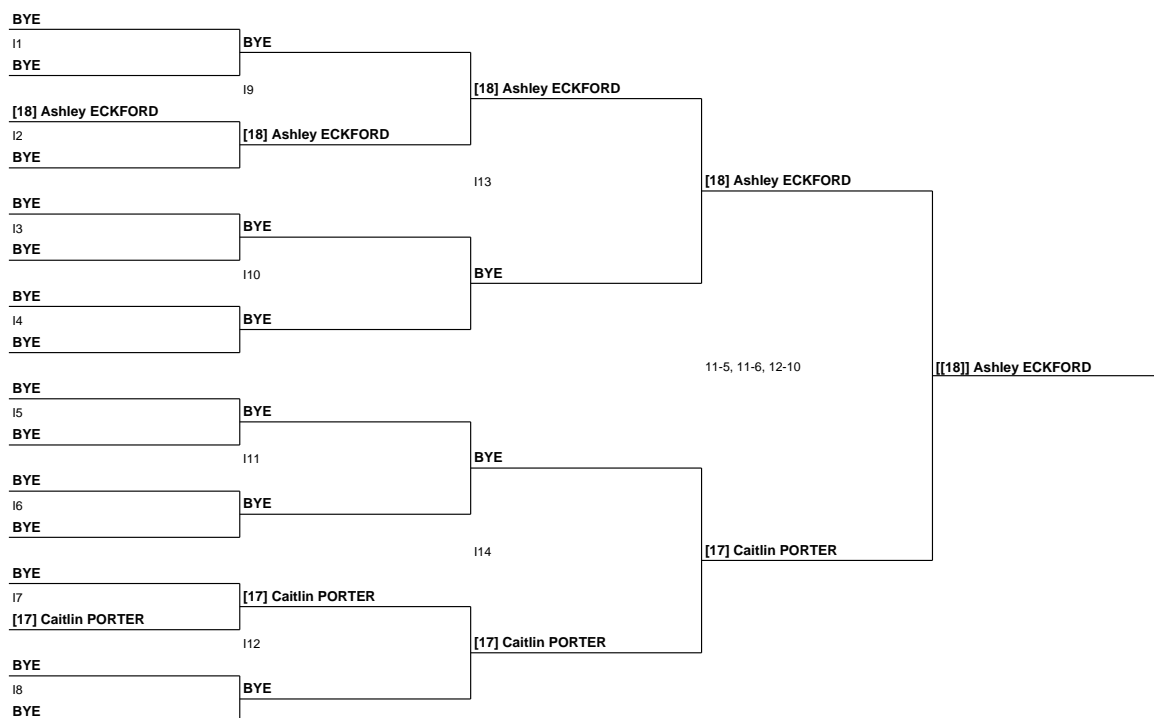 BYE
I1
BYE
BYE
I9
[18] Ashley ECKFORD
[18] Ashley ECKFORD
I2
[18] Ashley ECKFORD
BYE
I13
[18] Ashley ECKFORD
BYE
I3
BYE
BYE
I10
BYE
BYE
I4
BYE
BYE
11-5, 11-6, 12-10
[[18]] Ashley ECKFORD
BYE
I5
BYE
BYE
I11
BYE
BYE
I6
BYE
BYE
I14
[17] Caitlin PORTER
BYE
I7
[17] Caitlin PORTER
[17] Caitlin PORTER
I12
[17] Caitlin PORTER
BYE
I8
BYE
BYE